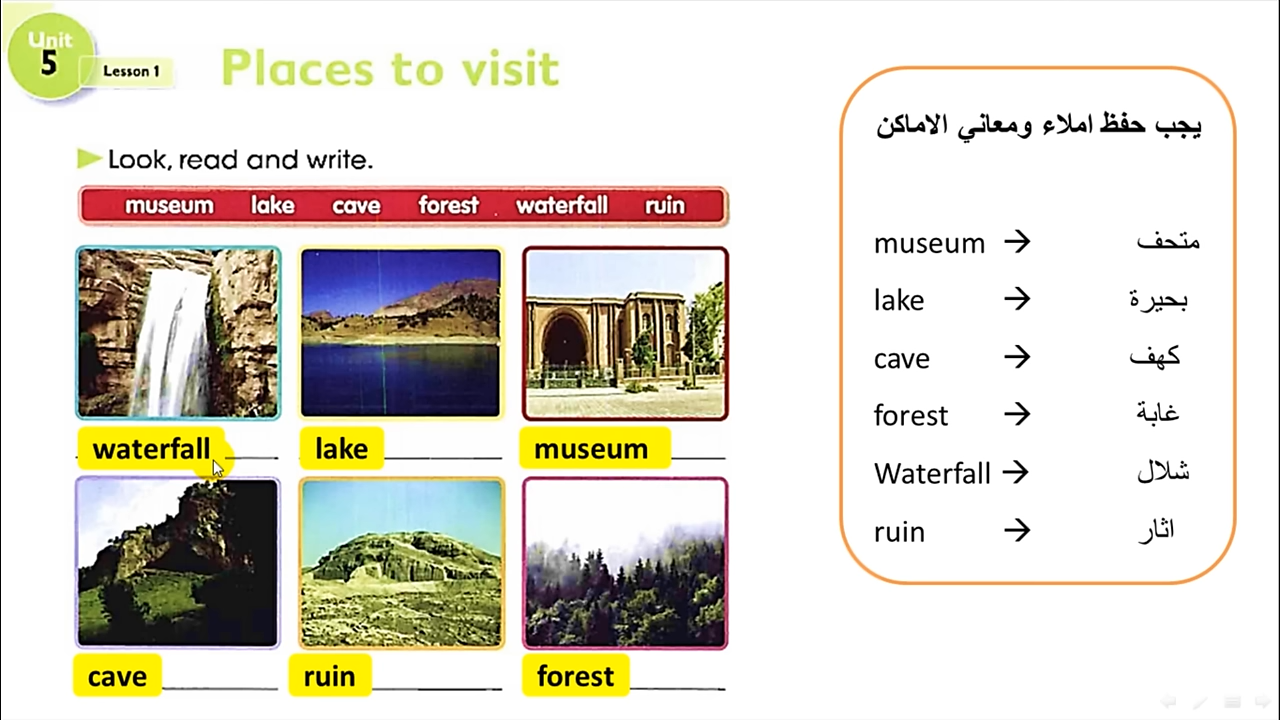 Unit
5
Lesson 1
Places to visit
Look, read and write.
museum lake cave forest waterfall ruin
waterfall lake museum
cave ruin forest
يجب حفظ املاء ومعاني الاماكن
museum → متحف
lake → بحيرة
cave → كهف
forest → غابة
Waterfall → شلال
ruin → اثار